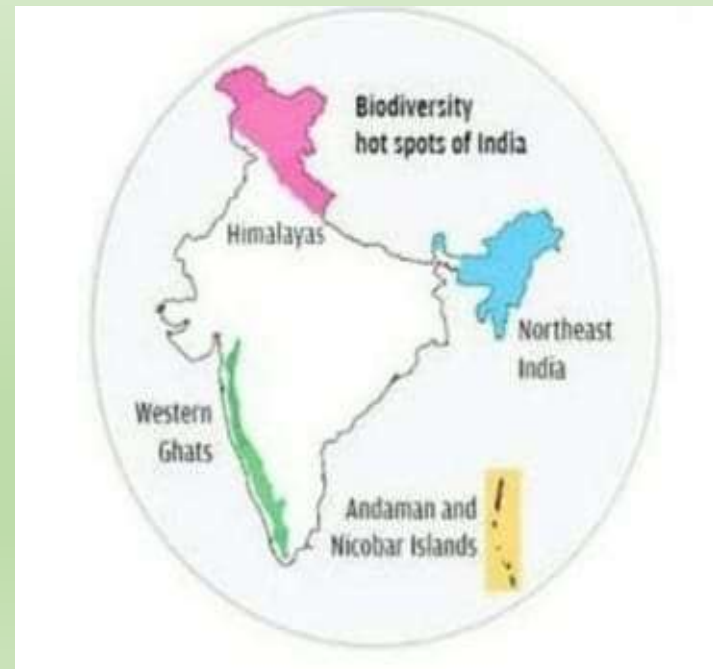 Biodiversity
hot spots of India
Himalayas
Northeast
India
Western
Ghats
Andaman and
Nicobar Islands